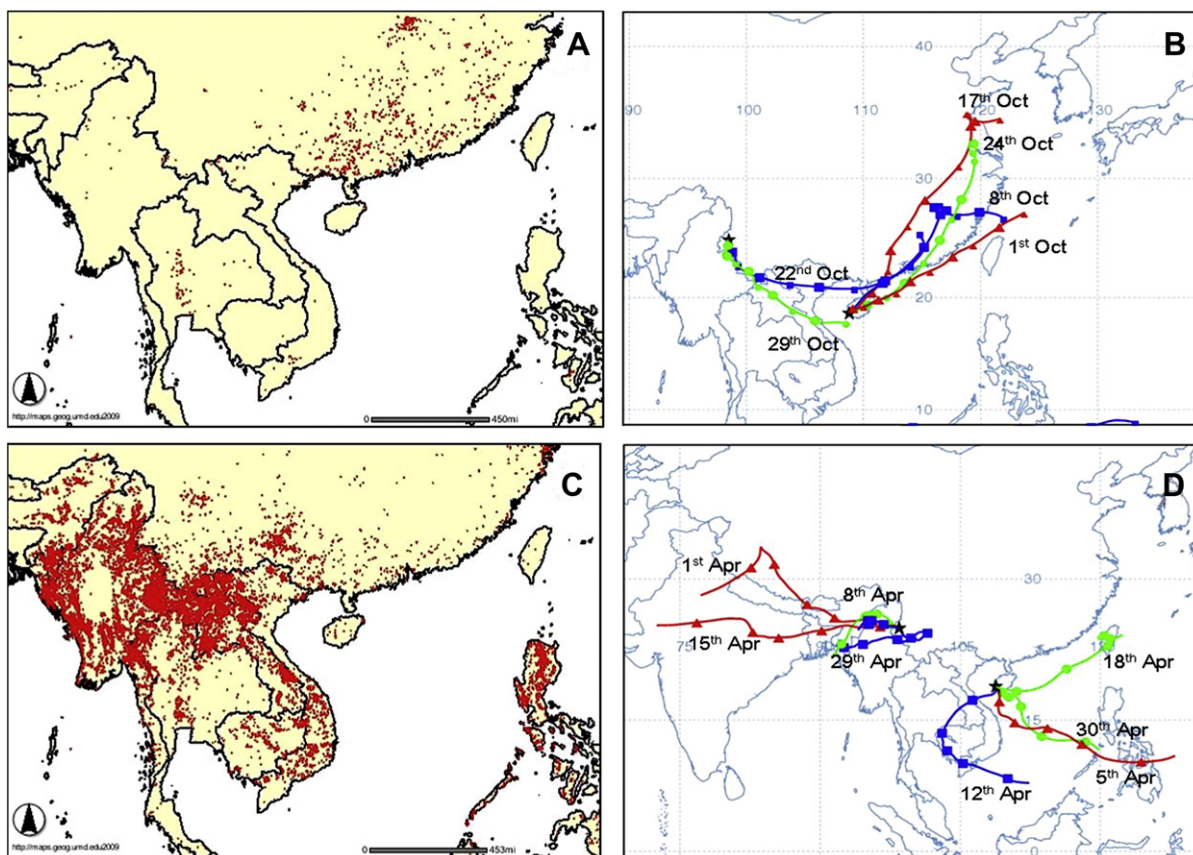 A
http://maps.geog.umd.edu2009
0 450mi
B
40
90 100 110 120 130
17th Oct
24th Oct
30
8th Oct
1st Oct
22nd Oct
20
29th Oct
10
C
http://maps.geog.umd.edu2009
0 453mi
D
1st Apr
30
8th Apr
15th Apr
75
29th Apr
18th Apr
15
30th Apr
5th Apr
12th Apr